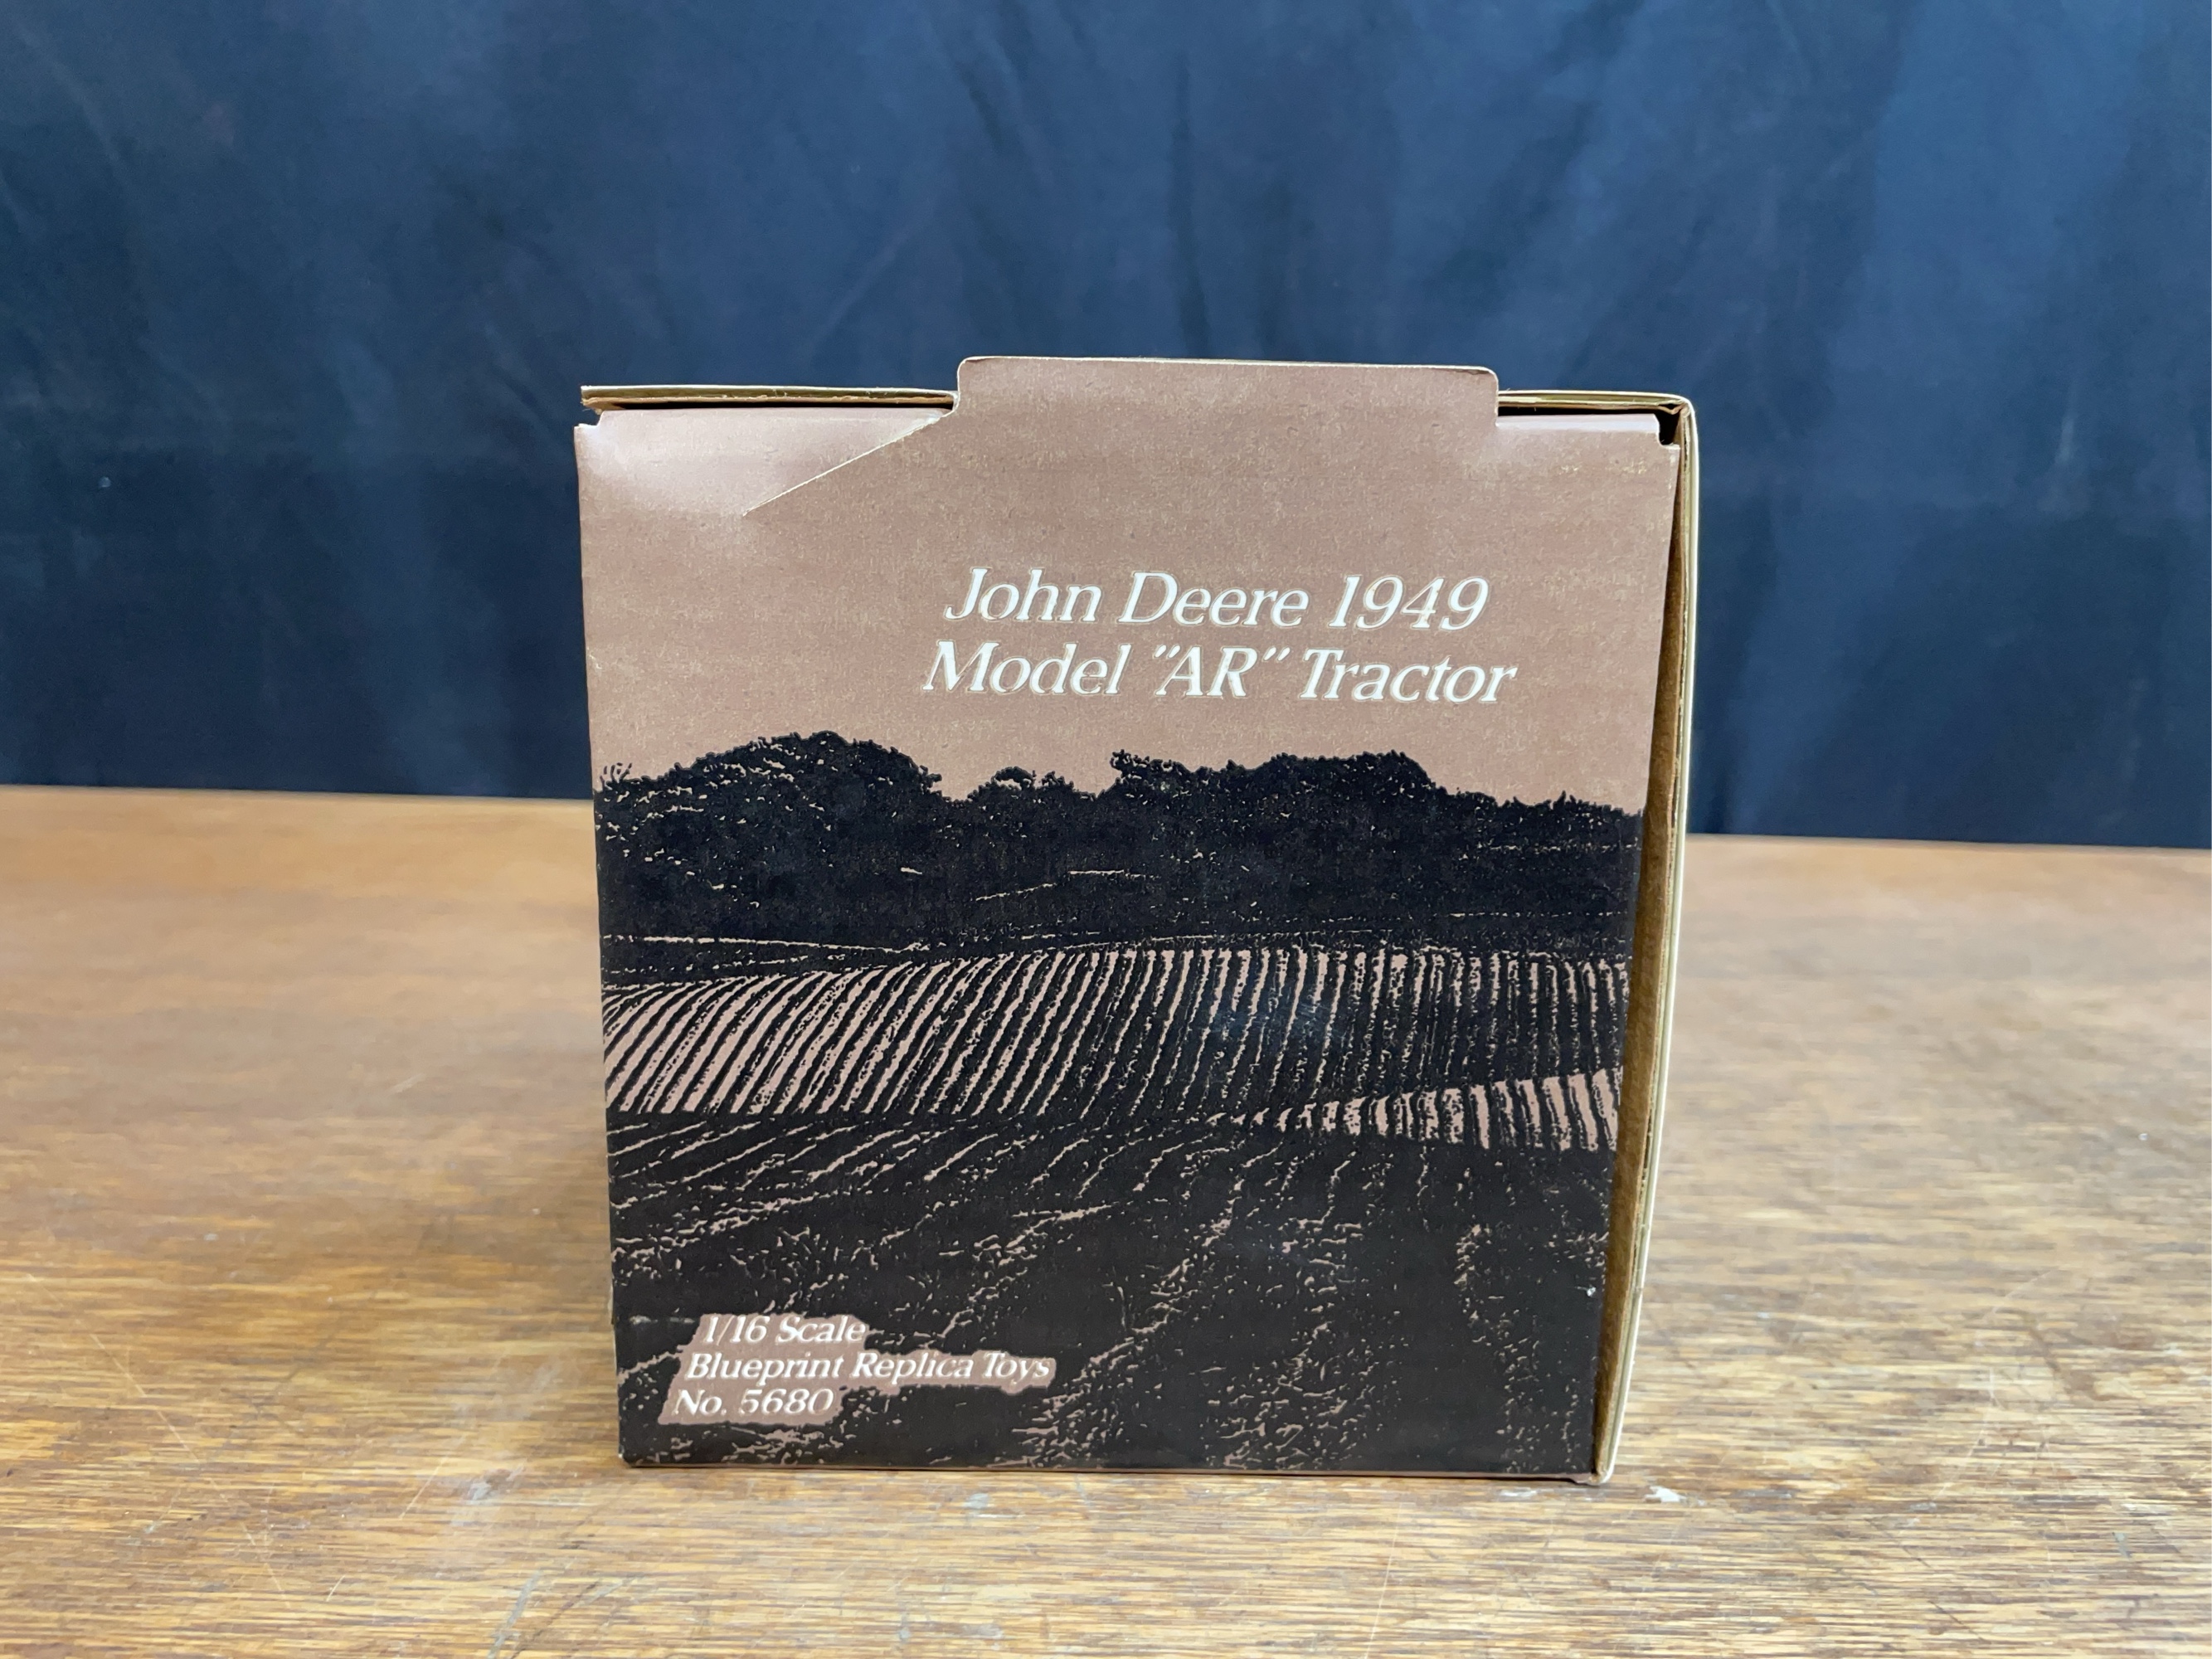 John Deere 1949
Model "AR" Tractor
1/16 Scale
Blueprint Replica Toys
No. 5680